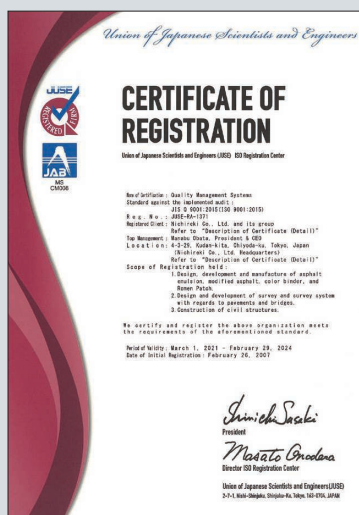 Union of Japanese Scientists and Engineers
JUSE
REGISTERED FIRM
CERTIFICATE OF
REGISTRATION
Union of Japanese Scientists and Engineers (JUSE) ISO Registration Center
JAB
MS
CM006
Area of Certification : Quality Management Systems
Standard against the implemented audit :
JIS Q 9001:2015(ISO 9001:2015)
Reg. No. : JUSE-RA-1371
Registered Client: Nichireki Co., Ltd. and its group
Refer to "Description of Certificate (Detail)"
Top Management: Manabu Obata, President & CEO
Location: 4-3-29, Kudan-kita, Chiyoda-ku, Tokyo, Japan
(Nichireki Co., Ltd. Headquarters)
Refer to "Description of Certificate (Detail)"
Scope of Registration held :
1.Design, development and manufacture of asphalt
emulsion, modified asphalt, color binder, and
Romen Patch.
2.Design and development of survey and survey system
with regards to pavements and bridges.
3.Construction of civil structures.
We certify and register the above organization meets
the requirements of the aforementioned standard.
Period of Validity: March 1, 2021 - February 29, 2024
Date of Initial Registration: February 26, 2007
Shinichi Sasaki
President
Masato Onodera
Director ISO Registration Center
Union of Japanese Scientists and Engineers(JUSE)
2-7-1, Nishi-Shinjuku, Shinjuku-Ku, Tokyo, 163-0704, JAPAN